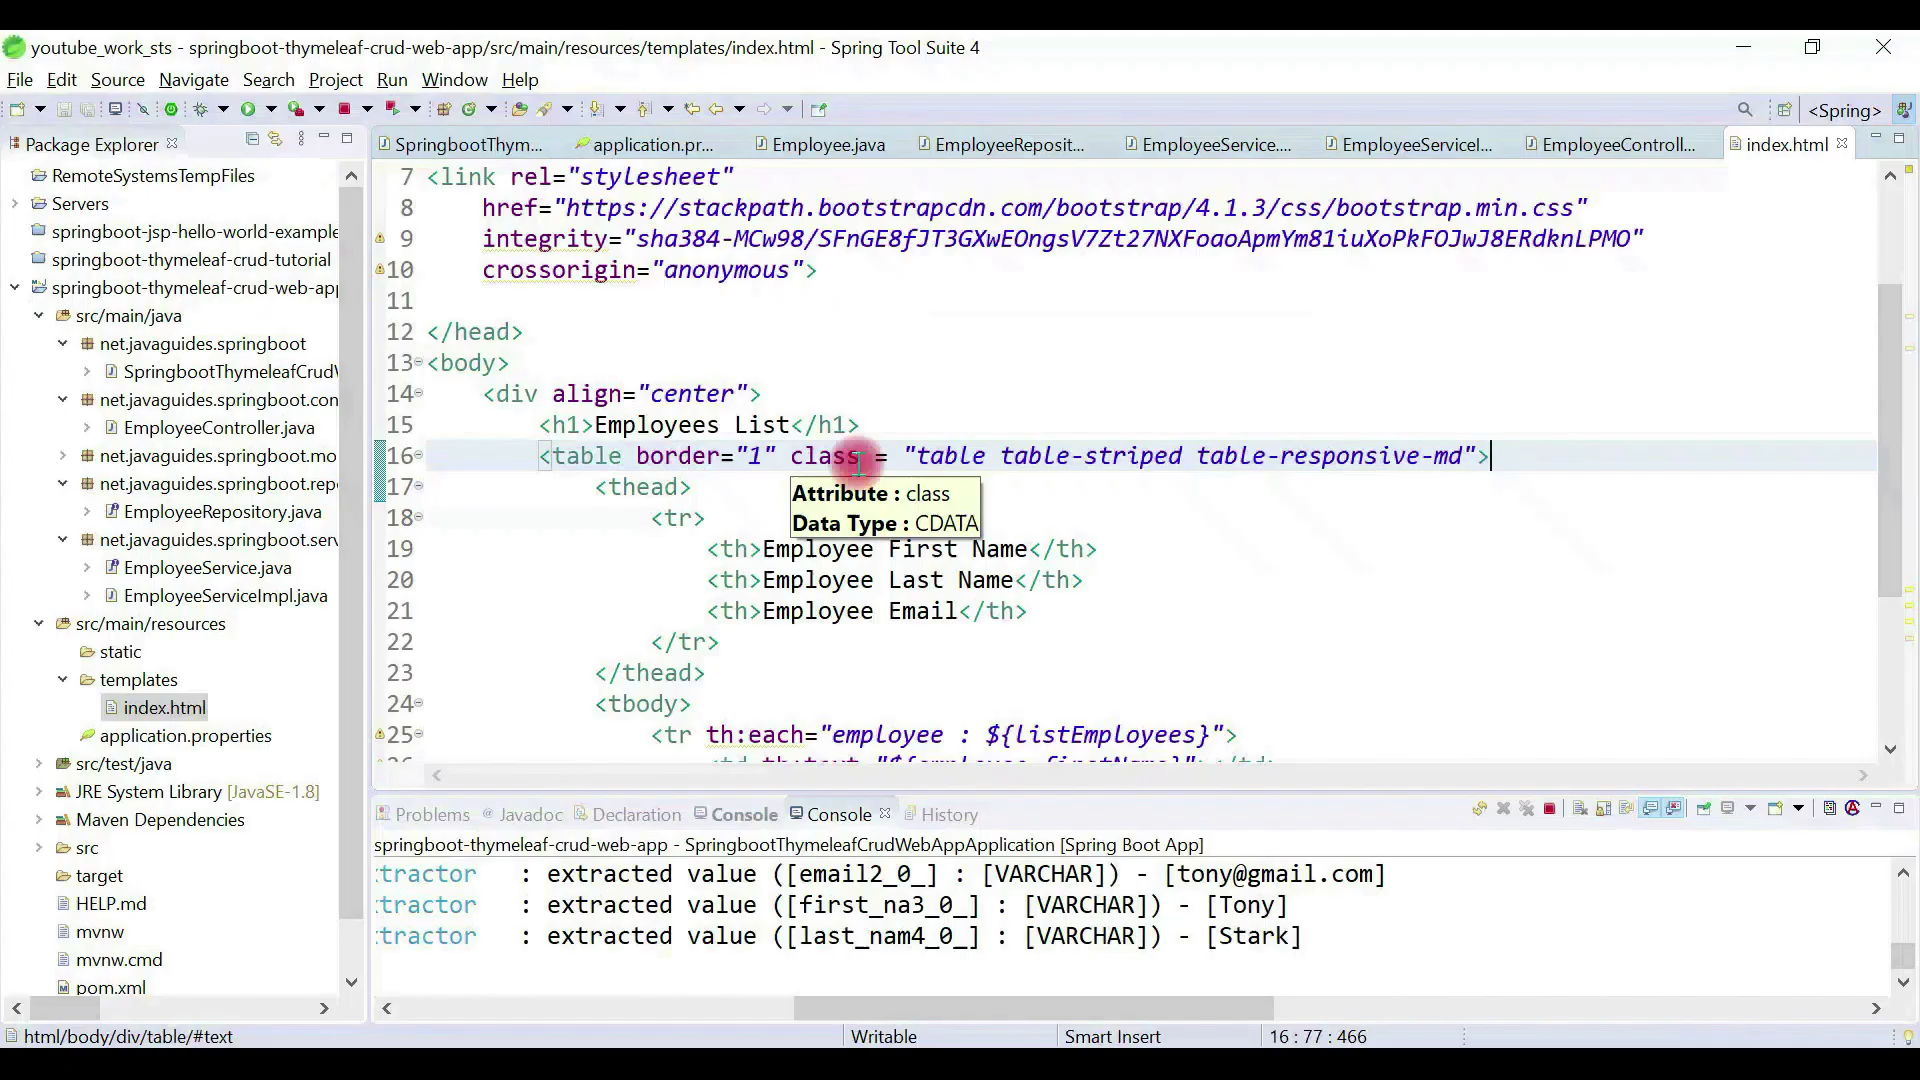 youtube_work_sts - springboot-thymeleaf-crud-web-app/src/main/resources/templates/index.html - Spring Tool Suite 4
File Edit Source Navigate Search Project Run Window Help
<Spring>
Package Explorer
RemoteSystemsTempFiles
Servers
springboot-jsp-hello-world-example
springboot-thymeleaf-crud-tutorial
springboot-thymeleaf-crud-web-app
src/main/java
net.javaguides.springboot
SpringbootThymeleafCrud
net.javaguides.springboot.con
EmployeeController.java
net.javaguides.springboot.mo
net.javaguides.springboot.rep
EmployeeRepository.java
net.javaguides.springboot.serv
EmployeeService.java
EmployeeServiceImpl.java
src/main/resources
static
templates
index.html
application.properties
src/test/java
JRE System Library [JavaSE-1.8]
Maven Dependencies
src
target
HELP.md
mvnw
mvnw.cmd
pom.xml
SpringbootThym... application.pr... Employee.java EmployeeReposit... EmployeeService.... EmployeeServiceI... EmployeeControll... index.html
7 <link rel="stylesheet"
8 href="https://stackpath.bootstrapcdn.com/bootstrap/4.1.3/css/bootstrap.min.css"
9 integrity="sha384-MCw98/SFnGE8fJT3GXwEOngsV7Zt27NXFoaoApmYm81iuXoPkFOJwJ8ERdknLPMO"
10 crossorigin="anonymous">
11
12 </head>
13 <body>
14 <div align="center">
15 <h1>Employees List</h1>
16 <table border="1" class = "table table-striped table-responsive-md">
17 <thead>
Attribute : class
Data Type : CDATA
18 <tr>
19 <th>Employee First Name</th>
20 <th>Employee Last Name</th>
21 <th>Employee Email</th>
22 </tr>
23 </thead>
24 <tbody>
25 <tr th:each="employee : ${listEmployees}">
Problems Javadoc Declaration Console Console History
springboot-thymeleaf-crud-web-app - SpringbootThymeleafCrudWebAppApplication [Spring Boot App]
tractor : extracted value ([email2_0_] : [VARCHAR]) - [tony@gmail.com]
tractor : extracted value ([first_na3_0_] : [VARCHAR]) - [Tony]
tractor : extracted value ([last_nam4_0_] : [VARCHAR]) - [Stark]
html/body/div/table/#text Writable Smart Insert 16 : 77 : 466